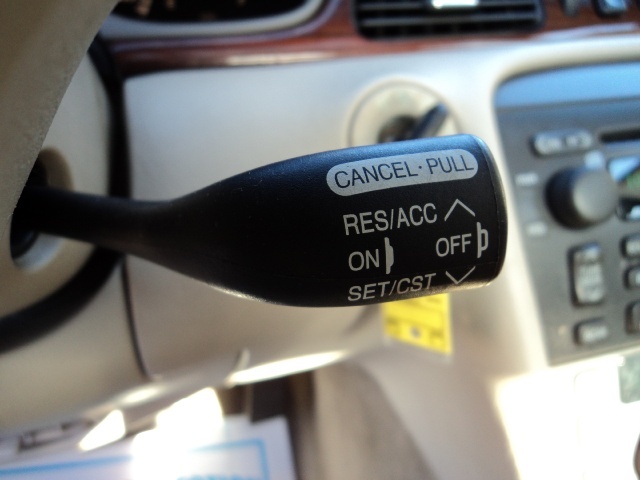 CANCEL·PULL
RES/ACC
ON OFF
SET/CST